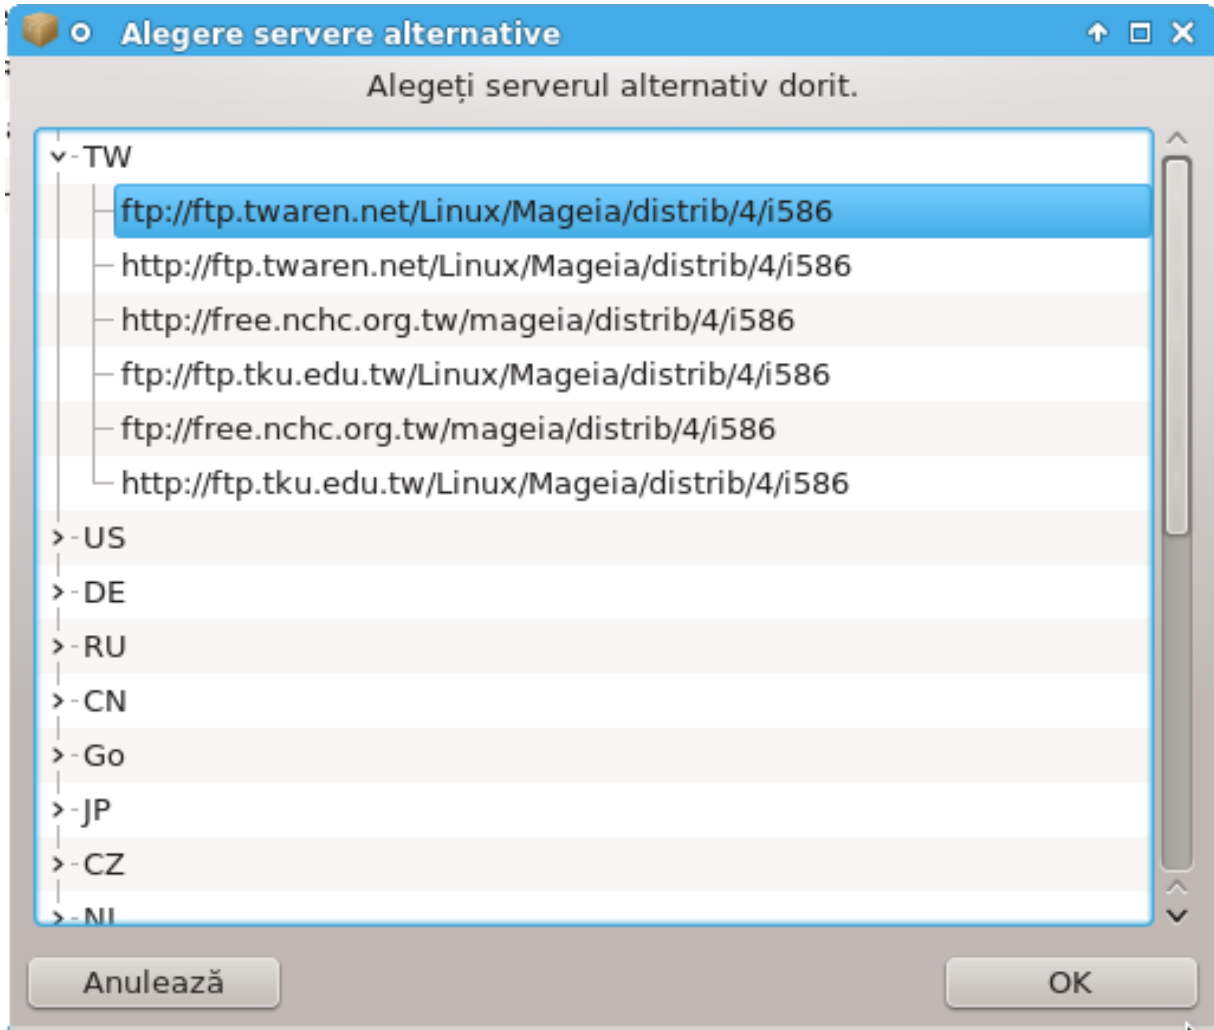 Alegere servere alternative
Alegeți serverul alternativ dorit.
TW
ftp://ftp.twaren.net/Linux/Mageia/distrib/4/i586
http://ftp.twaren.net/Linux/Mageia/distrib/4/i586
http://free.nchc.org.tw/mageia/distrib/4/i586
ftp://ftp.tku.edu.tw/Linux/Mageia/distrib/4/i586
ftp://free.nchc.org.tw/mageia/distrib/4/i586
http://ftp.tku.edu.tw/Linux/Mageia/distrib/4/i586
US
DE
RU
CN
Go
JP
CZ
NL
Anulează
OK